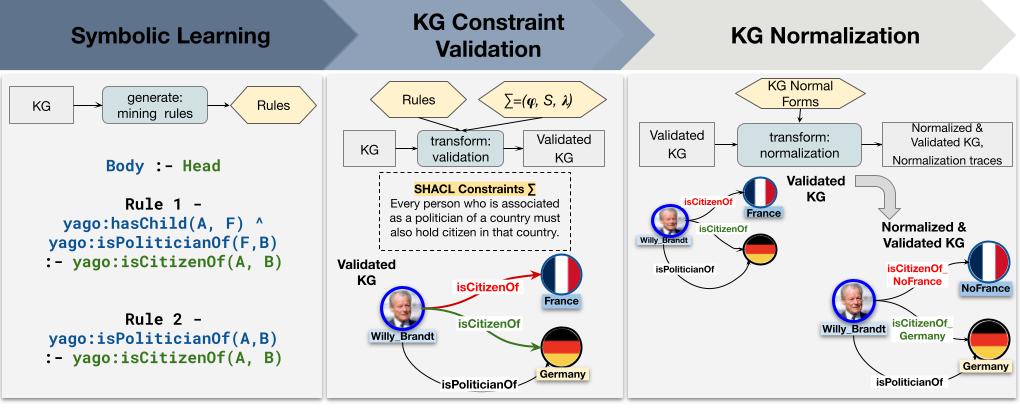 Symbolic Learning
KG Constraint
Validation
KG Normalization
KG
generate:
mining rules
Rules
Body :- Head
Rule 1 -
yago:hasChild(A, F) ^
yago:isPoliticianOf(F,B)
:- yago:isCitizenOf(A, B)
Rule 2 -
yago:isPoliticianOf(A,B)
:- yago:isCitizenOf(A, B)
Rules
∑=(𝝋, S, 𝝀)
KG
transform:
validation
Validated
KG
SHACL Constraints ∑
Every person who is associated
as a politician of a country must
also hold citizen in that country.
Validated
KG
isCitizenOf
France
Willy_Brandt
isCitizenOf
Germany
isPoliticianOf
KG Normal
Forms
Validated
KG
transform:
normalization
Normalized &
Validated KG,
Normalization traces
Validated
KG
isCitizenOf
France
Willy_Brandt
isCitizenOf
isPoliticianOf
Normalized &
Validated KG
isCitizenOf_
NoFrance
NoFrance
Willy_Brandt
isCitizenOf_
Germany
Germany
isPoliticianOf